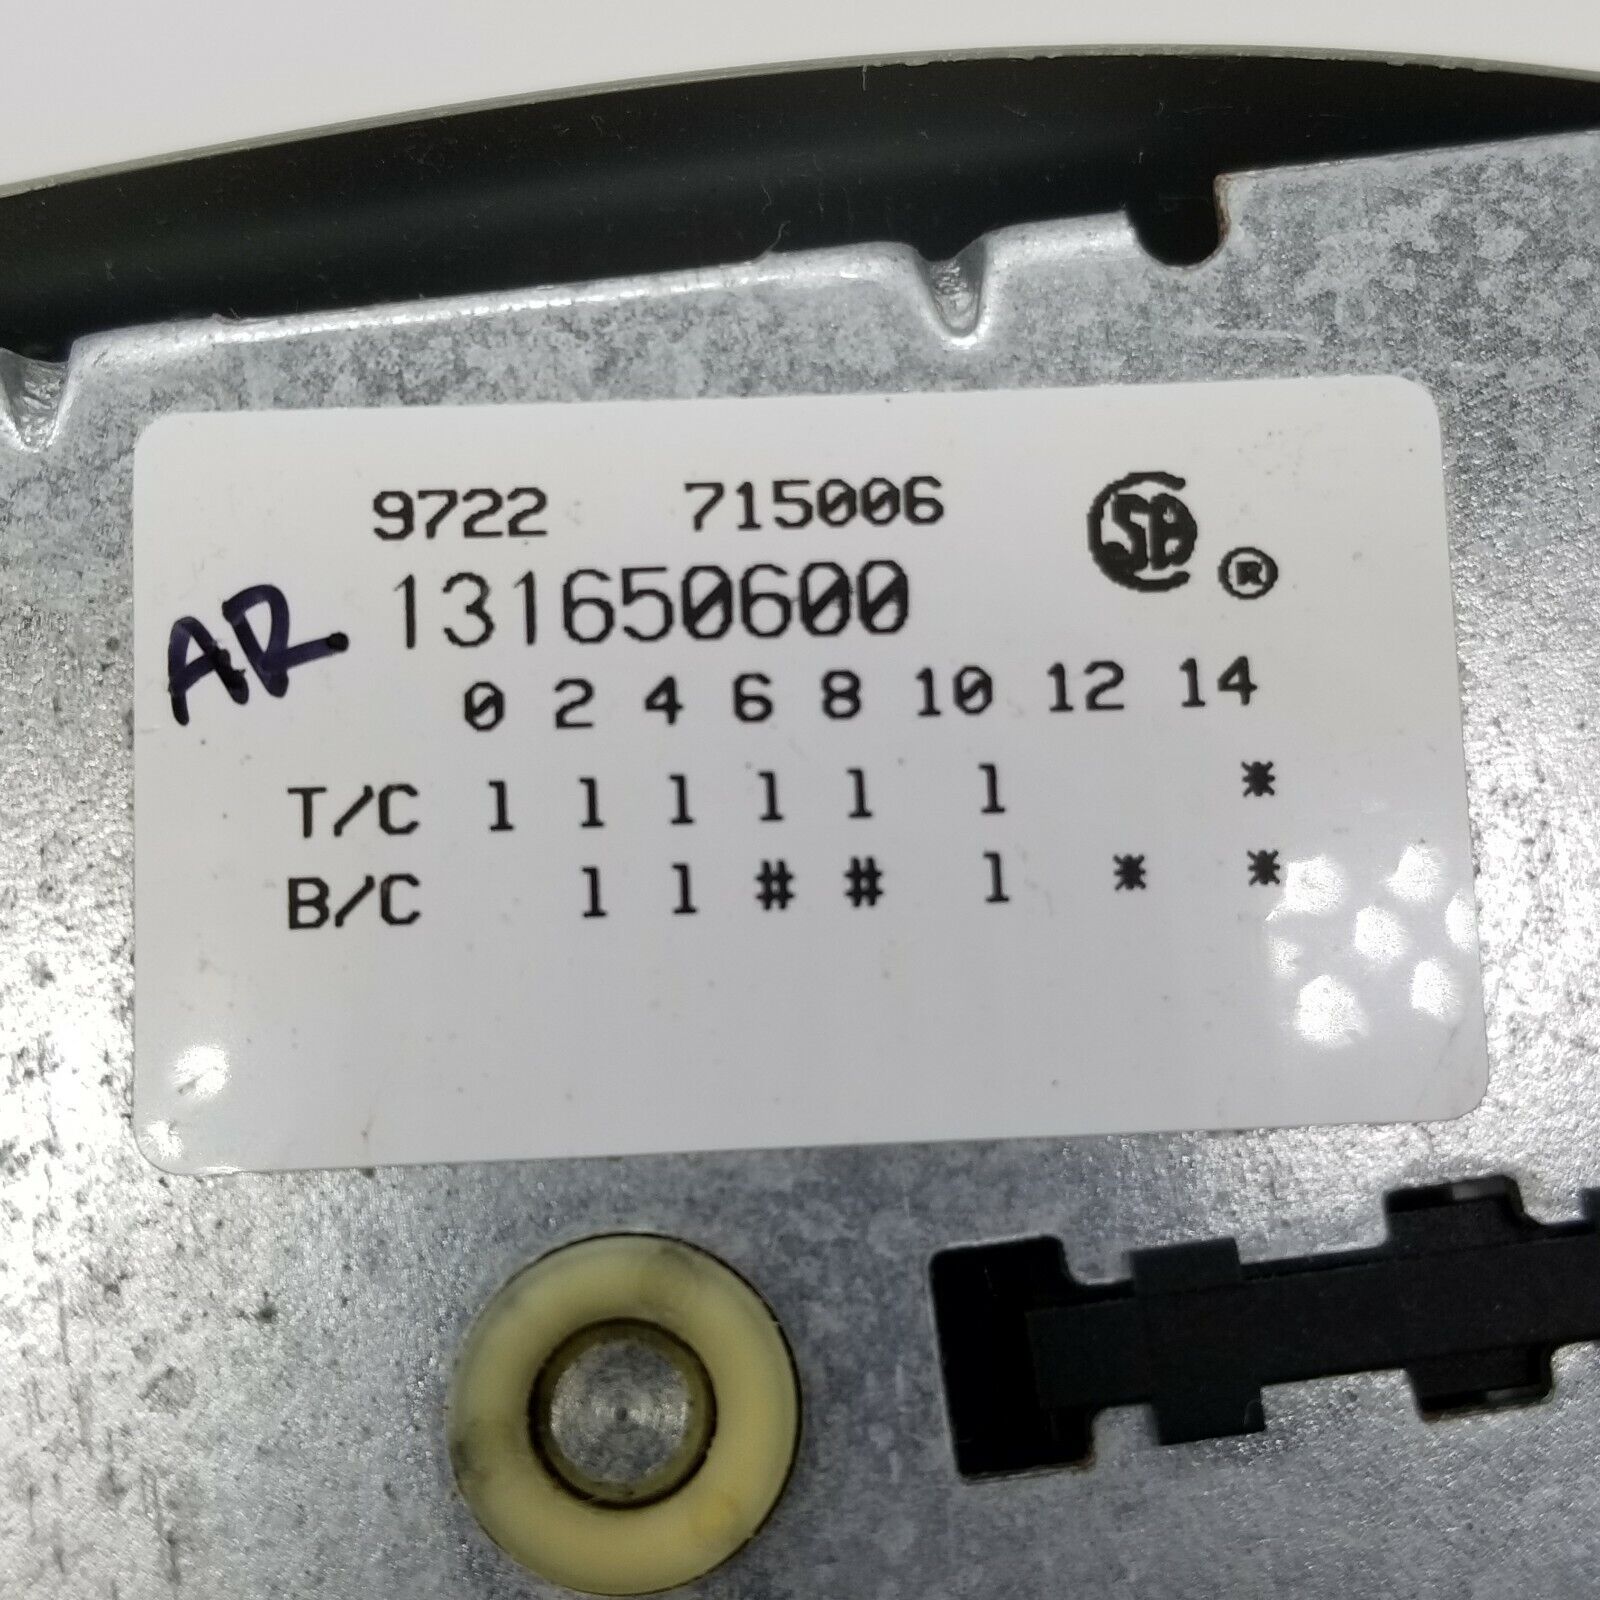 9722 715006
SA ®
AR. 131650600
0 2 4 6 8 10 12 14
T/C 1 1 1 1 1 1 *
B/C 1 1 # # 1 * *